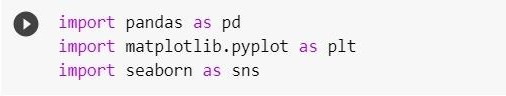 import pandas as pd
import matplotlib.pyplot as plt
import seaborn as sns